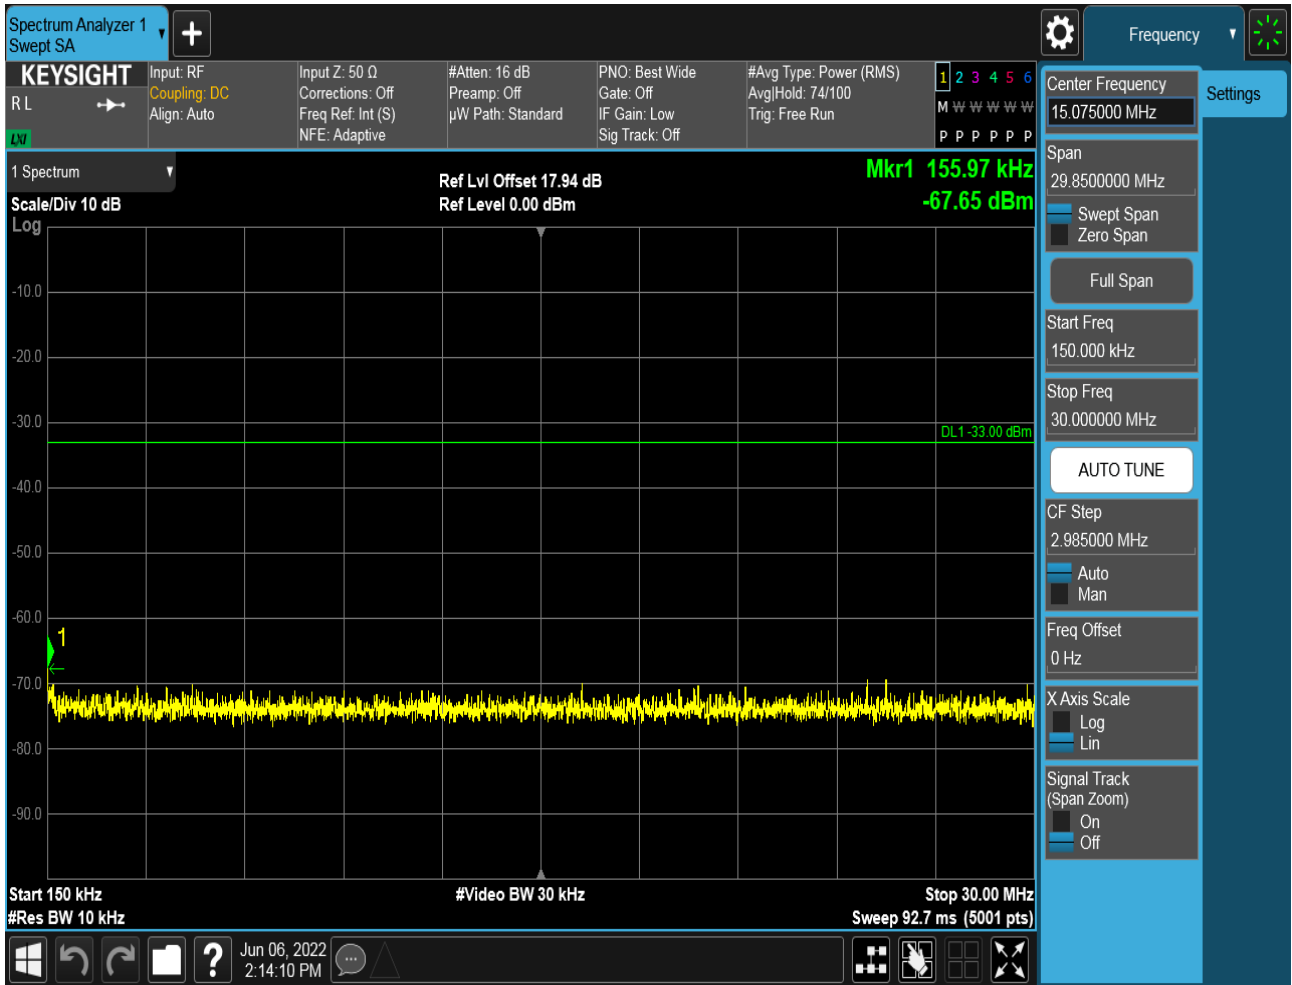 Spectrum Analyzer 1
Swept SA
Frequency
KEYSIGHT
R L
LXI
Input: RF
Coupling: DC
Align: Auto
Input Z: 50 Ω
Corrections: Off
Freq Ref: Int (S)
NFE: Adaptive
#Atten: 16 dB
Preamp: Off
µW Path: Standard
PNO: Best Wide
Gate: Off
IF Gain: Low
Sig Track: Off
#Avg Type: Power (RMS)
Avg|Hold: 74/100
Trig: Free Run
1 2 3 4 5 6
M W W W W W
P P P P P P
1 Spectrum
Scale/Div 10 dB
Log
Ref Lvl Offset 17.94 dB
Ref Level 0.00 dBm
Mkr1 155.97 kHz
-67.65 dBm
-10.0
-20.0
-30.0
DL1 -33.00 dBm
-40.0
-50.0
-60.0
1
-70.0
-80.0
-90.0
Start 150 kHz
#Video BW 30 kHz
Stop 30.00 MHz
#Res BW 10 kHz
Sweep 92.7 ms (5001 pts)
?
Jun 06, 2022
2:14:10 PM
Center Frequency
15.075000 MHz
Settings
Span
29.8500000 MHz
Swept Span
Zero Span
Full Span
Start Freq
150.000 kHz
Stop Freq
30.000000 MHz
AUTO TUNE
CF Step
2.985000 MHz
Auto
Man
Freq Offset
0 Hz
X Axis Scale
Log
Lin
Signal Track
(Span Zoom)
On
Off